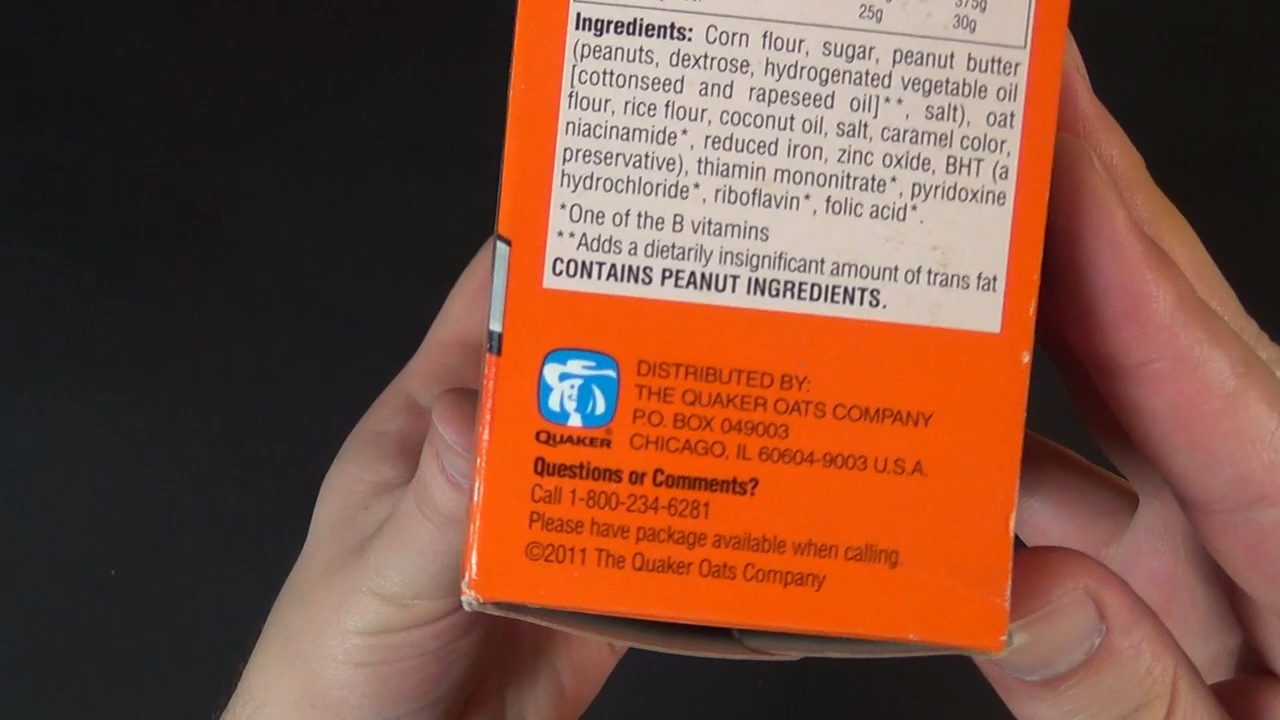 375g
25g 30g
Ingredients: Corn flour, sugar, peanut butter
(peanuts, dextrose, hydrogenated vegetable oil
[cottonseed and rapeseed oil]**, salt), oat
flour, rice flour, coconut oil, salt, caramel color,
niacinamide*, reduced iron, zinc oxide, BHT (a
preservative), thiamin mononitrate*, pyridoxine
hydrochloride*, riboflavin*, folic acid*.
*One of the B vitamins
**Adds a dietarily insignificant amount of trans fat
CONTAINS PEANUT INGREDIENTS.
DISTRIBUTED BY:
THE QUAKER OATS COMPANY
P.O. BOX 049003
CHICAGO, IL 60604-9003 U.S.A.
QUAKER®
Questions or Comments?
Call 1-800-234-6281
Please have package available when calling.
©2011 The Quaker Oats Company